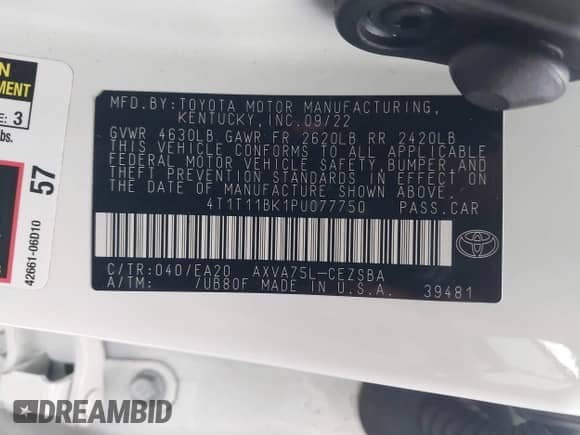 N
MENT
E: 3
bs.
57
42661-06D10
MFD.BY:TOYOTA MOTOR MANUFACTURING,
KENTUCKY, INC.09/22
GVWR 4630LB GAWR FR 2620LB RR 2420LB
THIS VEHICLE CONFORMS TO ALL APPLICABLE
FEDERAL MOTOR VEHICLE SAFETY BUMPER AND
THEFT PREVENTION STANDARDS IN EFFECT ON
THE DATE OF MANUFACTURE SHOWN ABOVE.
4T1T11BK1PU077750 PASS.CAR
C/TR:040/EA20 AXVA75L-CEZSBA
A/TM: /UB80F MADE IN U.S.A. 39481
DREAMBID